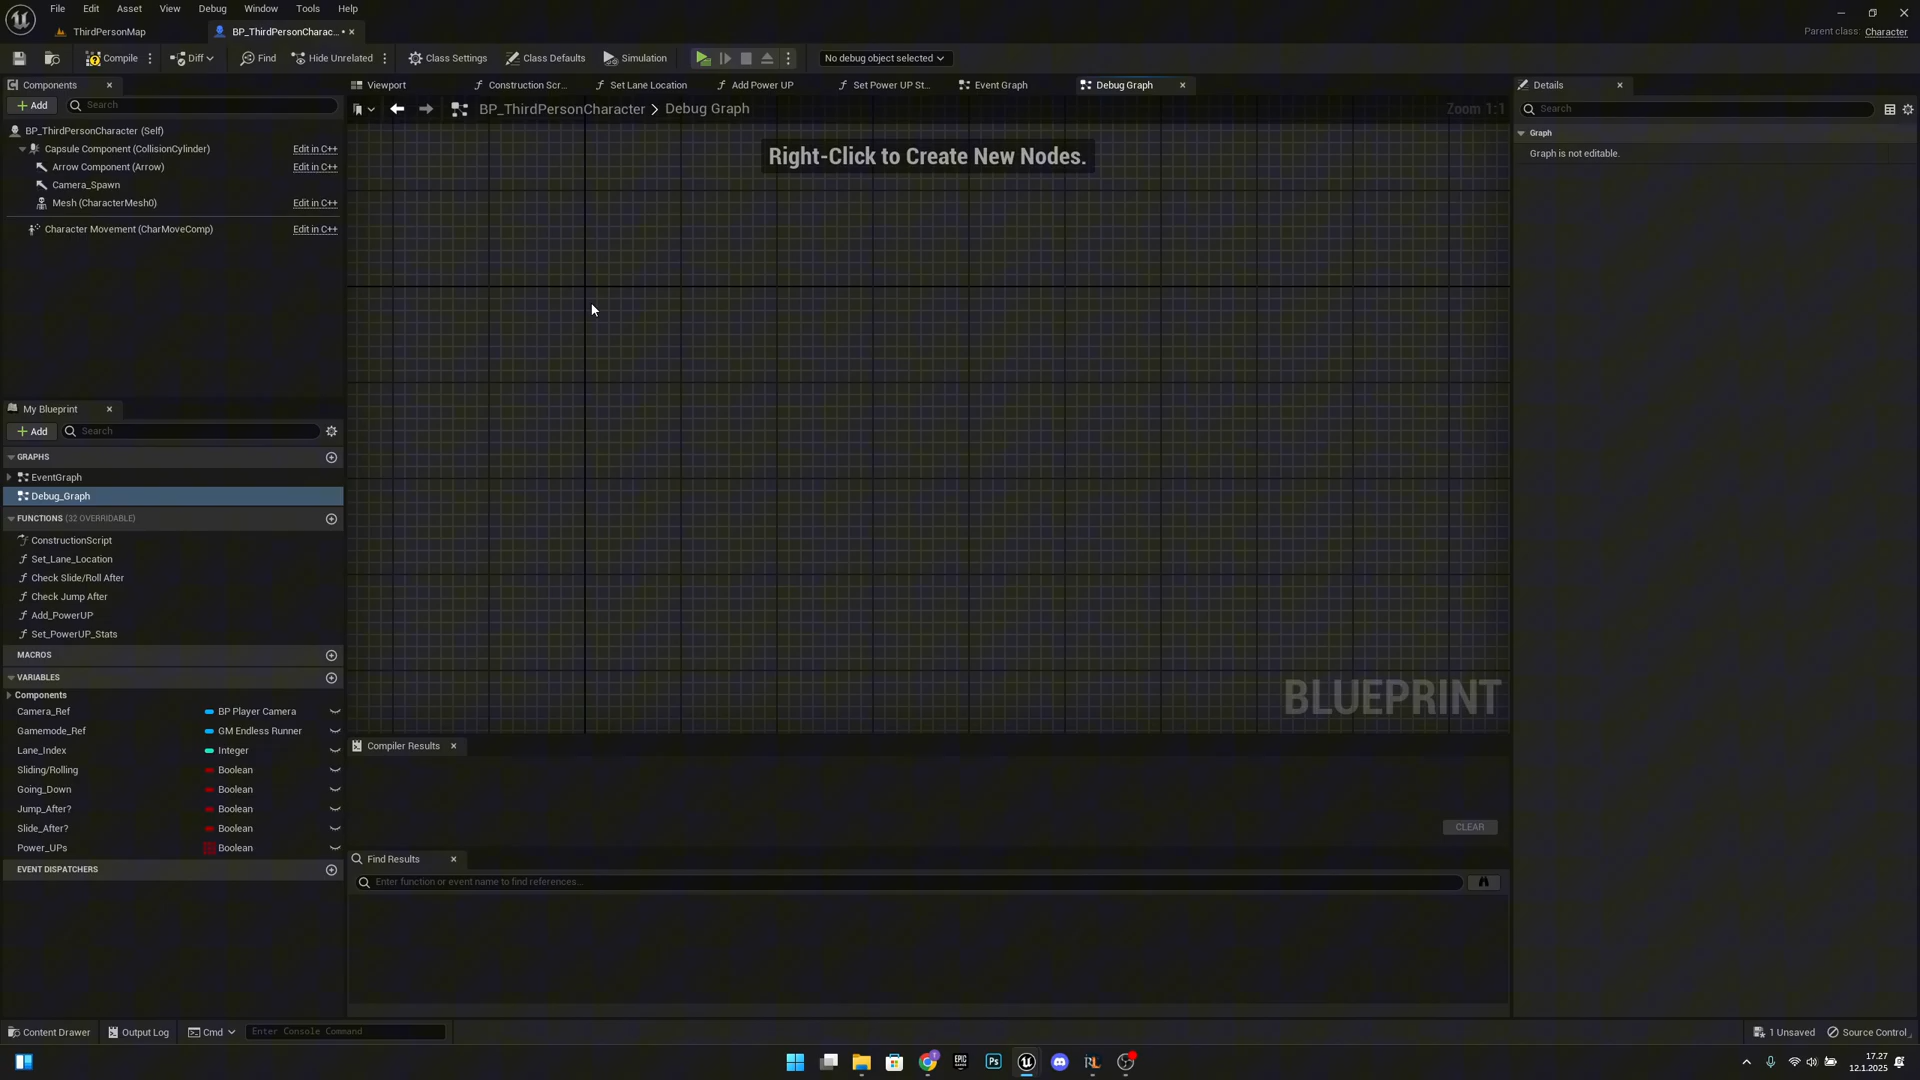 File Edit Asset View Debug Window Tools Help
ThirdPersonMap
BP_ThirdPersonCharac... •
Parent class: Character
Compile
Diff
Find
Hide Unrelated
Class Settings
Class Defaults
Simulation
No debug object selected
Components
Viewport
Construction Scr...
Set Lane Location
Add Power UP
Set Power UP St...
Event Graph
Debug Graph
Details
Add
Search
BP_ThirdPersonCharacter > Debug Graph
Zoom 1:1
Search
BP_ThirdPersonCharacter (Self)
Graph
Capsule Component (CollisionCylinder) Edit in C++
Graph is not editable.
Right-Click to Create New Nodes.
Arrow Component (Arrow) Edit in C++
Camera_Spawn
Mesh (CharacterMesh0) Edit in C++
Character Movement (CharMoveComp) Edit in C++
My Blueprint
Add
Search
GRAPHS
EventGraph
Debug_Graph
FUNCTIONS (32 OVERRIDABLE)
ConstructionScript
Set_Lane_Location
Check Slide/Roll After
Check Jump After
Add_PowerUP
Set_PowerUP_Stats
MACROS
VARIABLES
Components
Camera_Ref BP Player Camera
Gamemode_Ref GM Endless Runner
Lane_Index Integer
Sliding/Rolling Boolean
Going_Down Boolean
Jump_After? Boolean
Slide_After? Boolean
Power_UPs Boolean
EVENT DISPATCHERS
BLUEPRINT
Compiler Results
CLEAR
Find Results
Enter function or event name to find references...
Content Drawer
Output Log
Cmd
Enter Console Command
1 Unsaved
Source Control
EPIC GAMES
Ps
17.27
12.1.2025